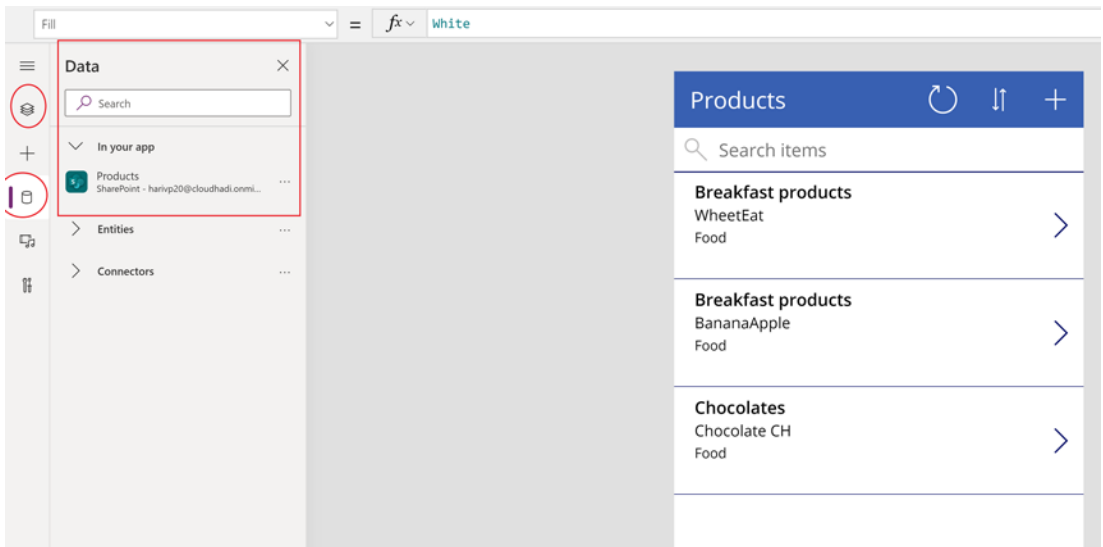 Fill
= fx White
Data
Search
In your app
Products
SharePoint - harivp20@cloudhadi.onmi...
Entities
Connectors
Products
Search items
Breakfast products
WheetEat
Food
Breakfast products
BananaApple
Food
Chocolates
Chocolate CH
Food